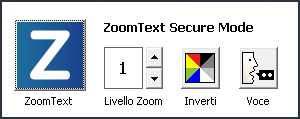 ZoomText Secure Mode
Z
1
ZoomText
Livello Zoom
Inverti
Voce